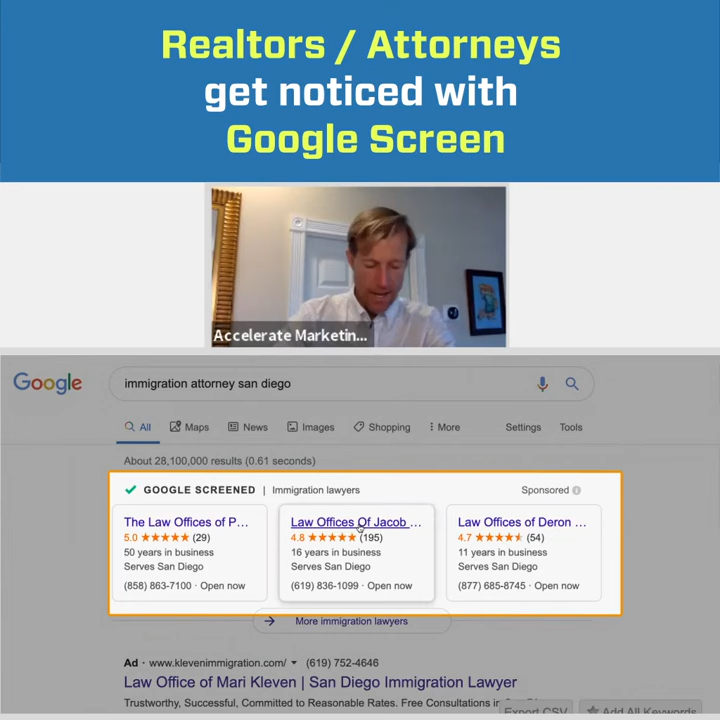 Realtors / Attorneys
get noticed with
Google Screen
Accelerate Marketin...
Google
immigration attorney san diego
All Maps News Images Shopping More Settings Tools
About 28,100,000 results (0.61 seconds)
GOOGLE SCREENED | Immigration lawyers Sponsored
The Law Offices of P...
5.0 (29)
50 years in business
Serves San Diego
(858) 863-7100 · Open now
Law Offices Of Jacob ...
4.8 (195)
16 years in business
Serves San Diego
(619) 836-1099 · Open now
Law Offices of Deron ...
4.7 (54)
11 years in business
Serves San Diego
(877) 685-8745 · Open now
More immigration lawyers
Ad · www.klevenimmigration.com/ (619) 752-4646
Law Office of Mari Kleven | San Diego Immigration Lawyer
Trustworthy, Successful, Committed to Reasonable Rates. Free Consultations
Export CSV
Add All Keywords